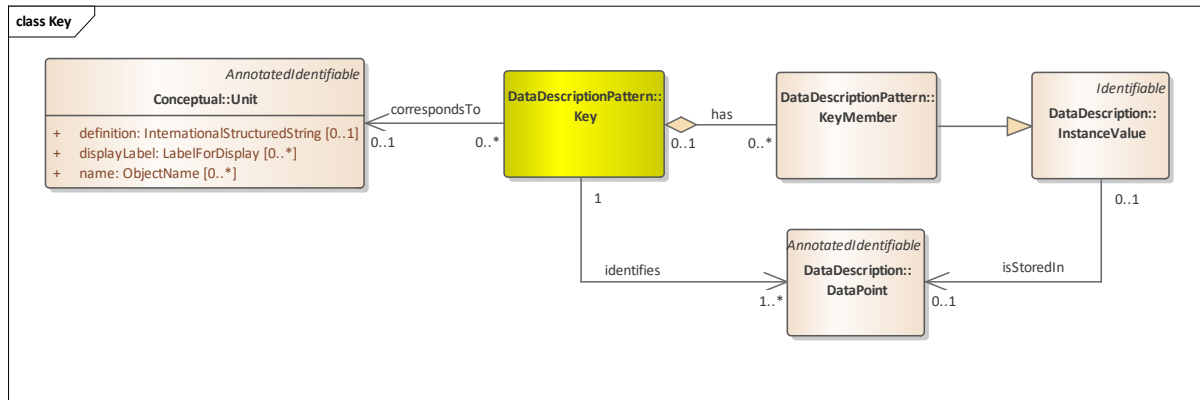 class Key
AnnotatedIdentifiable
Conceptual::Unit
+ definition: InternationalStructuredString [0..1]
+ displayLabel: LabelForDisplay [0..*]
+ name: ObjectName [0..*]
correspondsTo
0..1
0..*
DataDescriptionPattern::
Key
has
0..1
0..*
DataDescriptionPattern::
KeyMember
Identifiable
DataDescription::
InstanceValue
1
identifies
1..*
AnnotatedIdentifiable
DataDescription::
DataPoint
0..1
isStoredIn
0..1